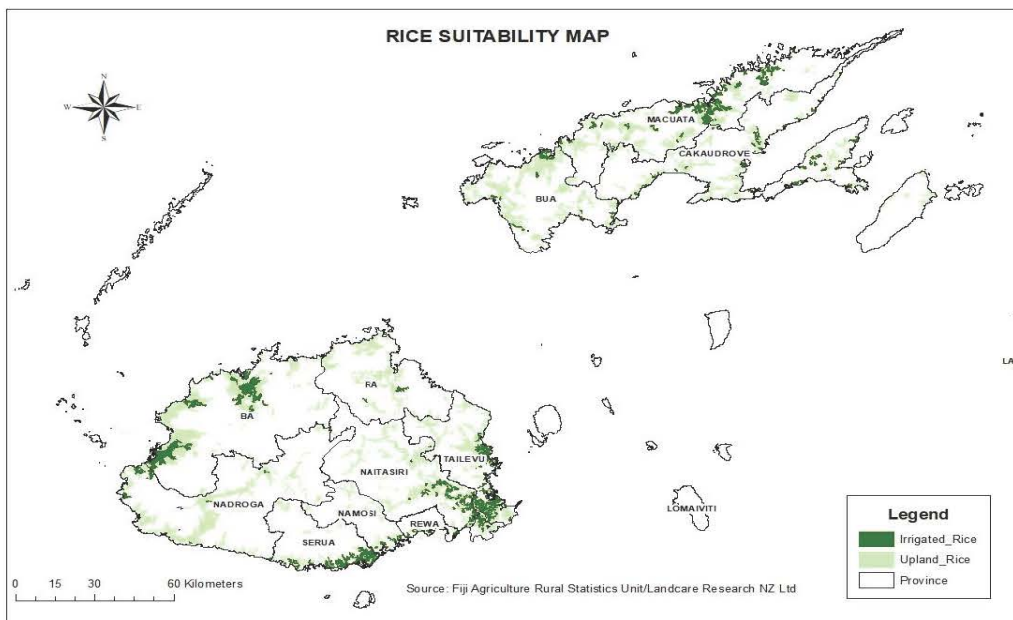 RICE SUITABILITY MAP
N
W E
S
MACUATA
CAKAUDROVE
BUA
LA
RA
BA
TAILEVU
NAITASIRI
NADROGA
NAMOSI
LOMAIVITI
REWA
SERUA
Legend
Irrigated_Rice
Upland_Rice
Province
0 15 30 60 Kilometers
Source: Fiji Agriculture Rural Statistics Unit/Landcare Research NZ Ltd